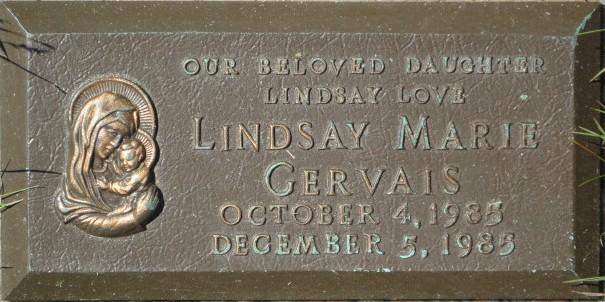 OUR BELOVED DAUGHTER
LINDSAY LOVE
LINDSAY MARIE
GERVAIS
OCTOBER 4, 1985
DECEMBER 5, 1985